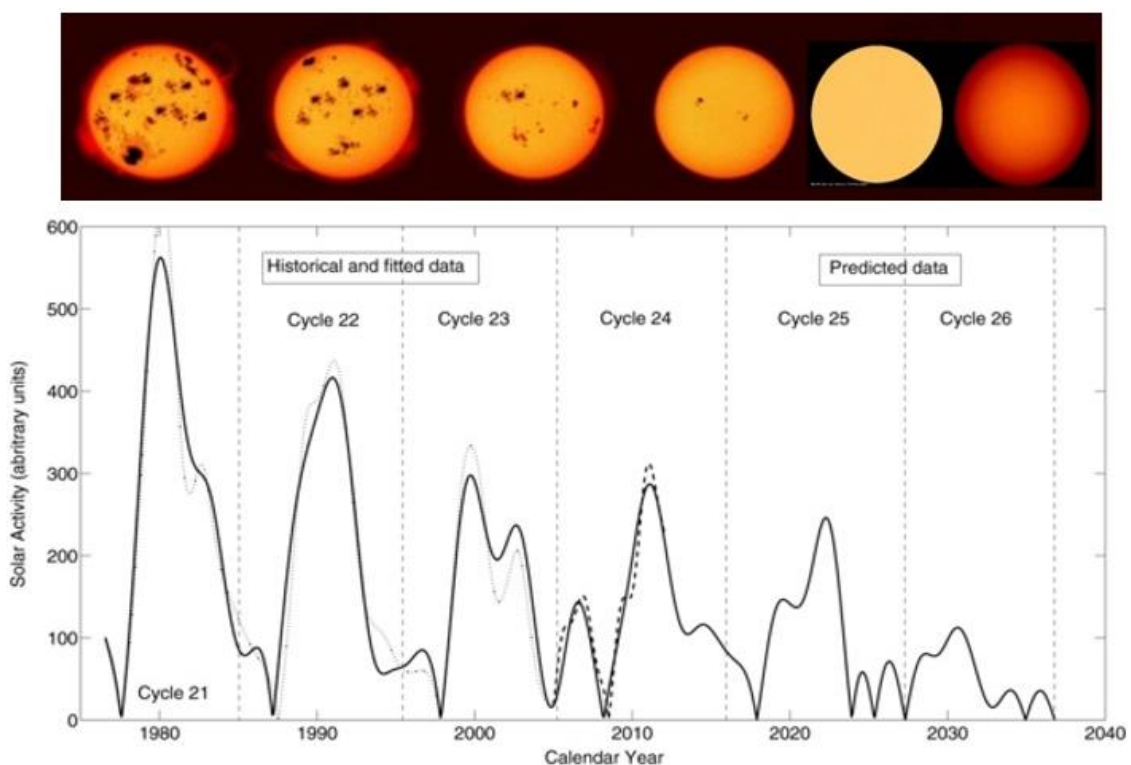 600
500
400
300
200
100
0
Solar Activity (abritrary units)
Historical and fitted data
Predicted data
Cycle 22
Cycle 23
Cycle 24
Cycle 25
Cycle 26
Cycle 21
1980
1990
2000
2010
2020
2030
2040
Calendar Year